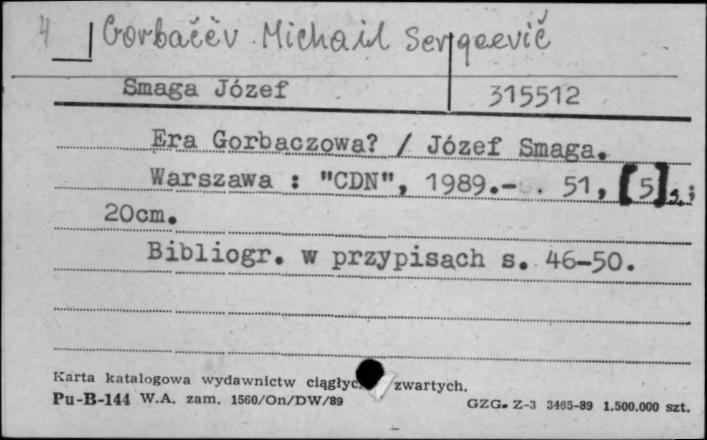 4 Gorbačëv Michail Sergeevič
Smaga Józef 315512
Era Gorbaczowa? / Józef Smaga.
Warszawa : "CDN", 1989.- . 51, [5] s. ;
20cm.
Bibliogr. w przypisach s. 46-50.
Karta katalogowa wydawnictw zwartych.
Pu-B-144 W.A. zam. 1560/On/DW/89 GZG. Z-3 3465-89 1.500.000 szt.